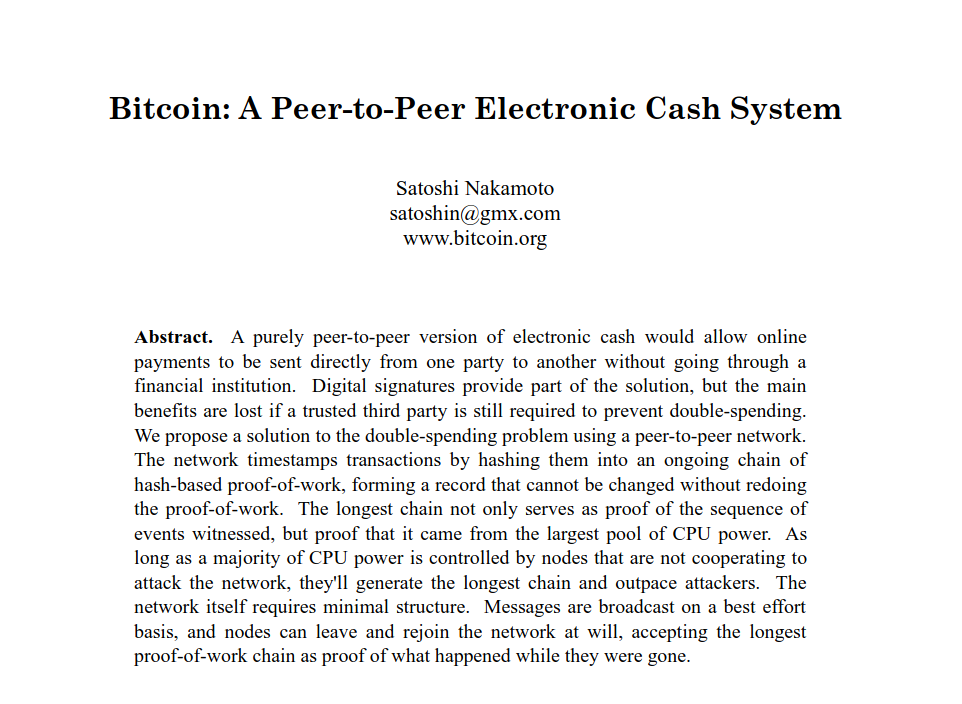 Bitcoin: A Peer-to-Peer Electronic Cash System
Satoshi Nakamoto
satoshin@gmx.com
www.bitcoin.org
Abstract. A purely peer-to-peer version of electronic cash would allow online
payments to be sent directly from one party to another without going through a
financial institution. Digital signatures provide part of the solution, but the main
benefits are lost if a trusted third party is still required to prevent double-spending.
We propose a solution to the double-spending problem using a peer-to-peer network.
The network timestamps transactions by hashing them into an ongoing chain of
hash-based proof-of-work, forming a record that cannot be changed without redoing
the proof-of-work. The longest chain not only serves as proof of the sequence of
events witnessed, but proof that it came from the largest pool of CPU power. As
long as a majority of CPU power is controlled by nodes that are not cooperating to
attack the network, they'll generate the longest chain and outpace attackers. The
network itself requires minimal structure. Messages are broadcast on a best effort
basis, and nodes can leave and rejoin the network at will, accepting the longest
proof-of-work chain as proof of what happened while they were gone.